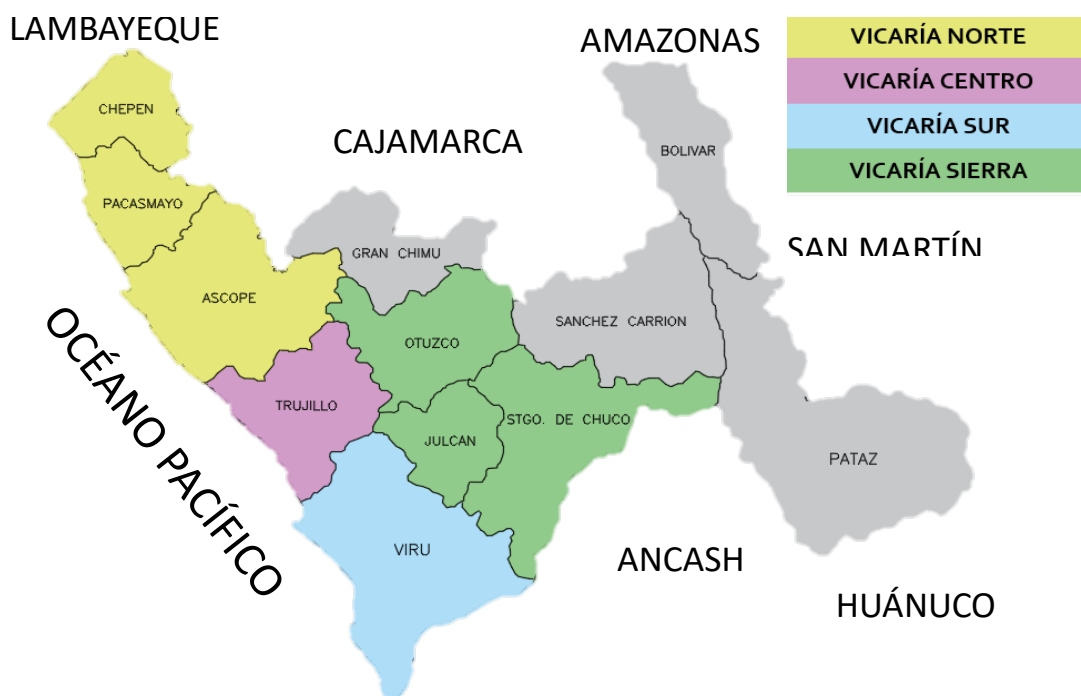 LAMBAYEQUE
AMAZONAS
VICARÍA NORTE
VICARÍA CENTRO
VICARÍA SUR
VICARÍA SIERRA
CHEPEN
CAJAMARCA
BOLIVAR
PACASMAYO
GRAN CHIMU
SAN MARTÍN
ASCOPE
SANCHEZ CARRION
OTUZCO
OCÉANO PACÍFICO
TRUJILLO
STGO. DE CHUCO
JULCAN
PATAZ
VIRU
ANCASH
HUÁNUCO